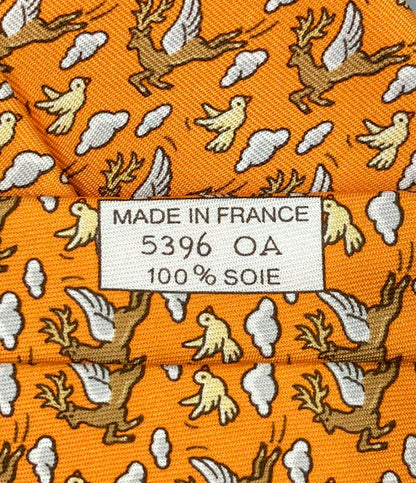 MADE IN FRANCE
5396 OA
100% SOIE